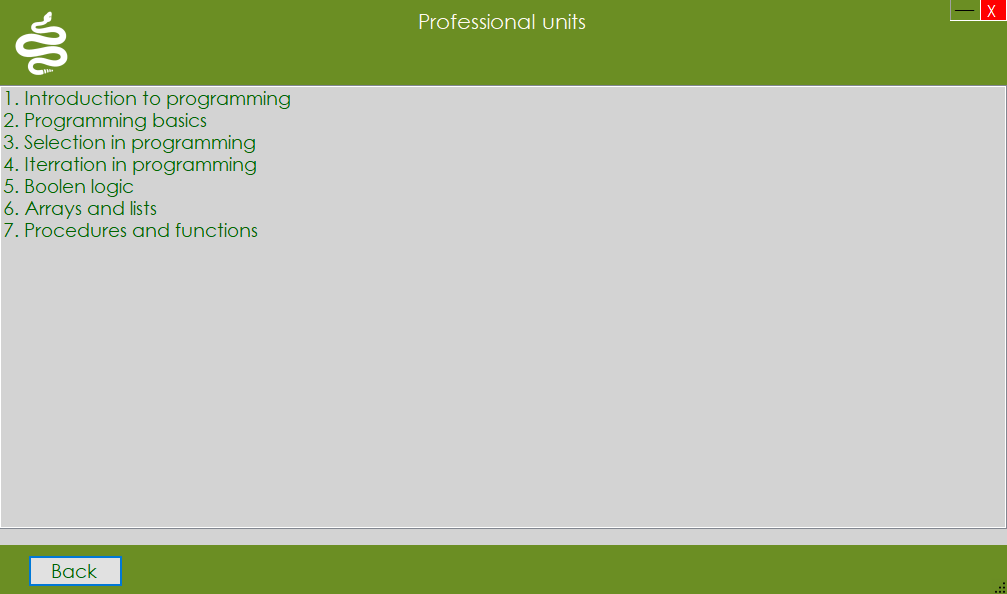 Professional units
X
1. Introduction to programming
2. Programming basics
3. Selection in programming
4. Iterration in programming
5. Boolen logic
6. Arrays and lists
7. Procedures and functions
Back